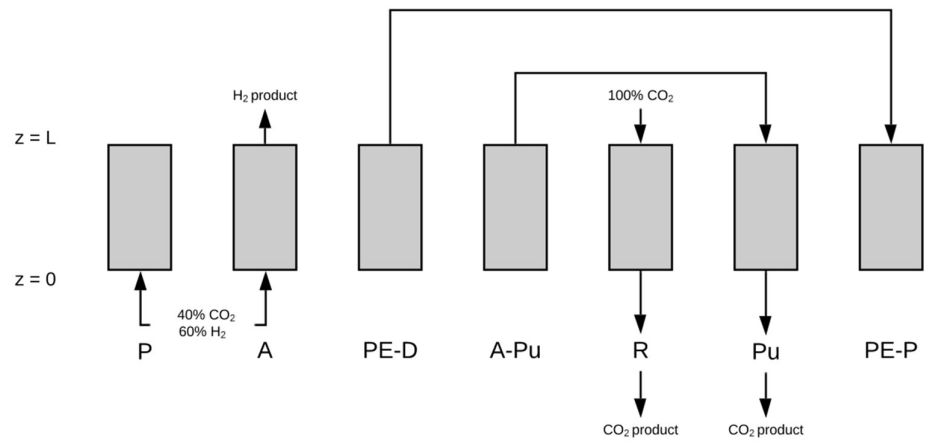 H₂ product
100% CO₂
z = L
z = 0
40% CO₂
60% H₂
P
A
PE-D
A-Pu
R
Pu
PE-P
CO₂ product
CO₂ product